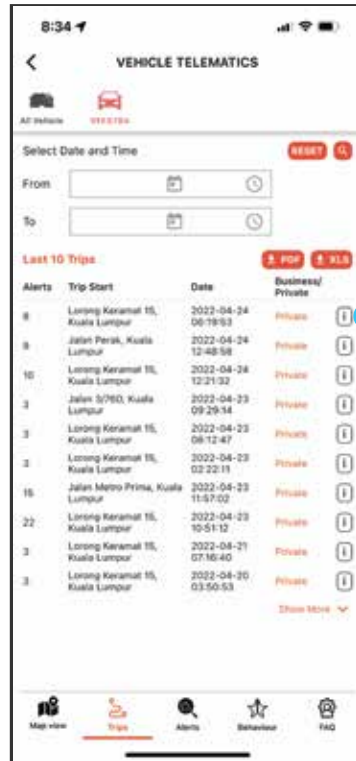 8:34
VEHICLE TELEMATICS
All Vehicle
Select Date and Time
RESET
From
To
Last 10 Trips
PDF
XLS
Alerts Trip Start Date Business/
Private
8 Lorong Keramat 15, 2022-04-24 Private
Kuala Lumpur 06:19:53
9 Jalan Perak, Kuala 2022-04-24 Private
Lumpur 12:48:58
10 Lorong Keramat 15, 2022-04-24 Private
Kuala Lumpur 12:21:32
3 Jalan 3/76D, Kuala 2022-04-23 Private
Lumpur 09:29:14
3 Lorong Keramat 15, 2022-04-23 Private
Kuala Lumpur 06:12:47
3 Lorong Keramat 15, 2022-04-23 Private
Kuala Lumpur 02:22:11
16 Jalan Metro Prima, Kuala 2022-04-23 Private
Lumpur 11:57:02
22 Lorong Keramat 15, 2022-04-23 Private
Kuala Lumpur 10:51:12
3 Lorong Keramat 15, 2022-04-21 Private
Kuala Lumpur 07:16:40
3 Lorong Keramat 15, 2022-04-20 Private
Kuala Lumpur 03:50:53
Show More
Map view Trips Alerts Behaviour FAQ